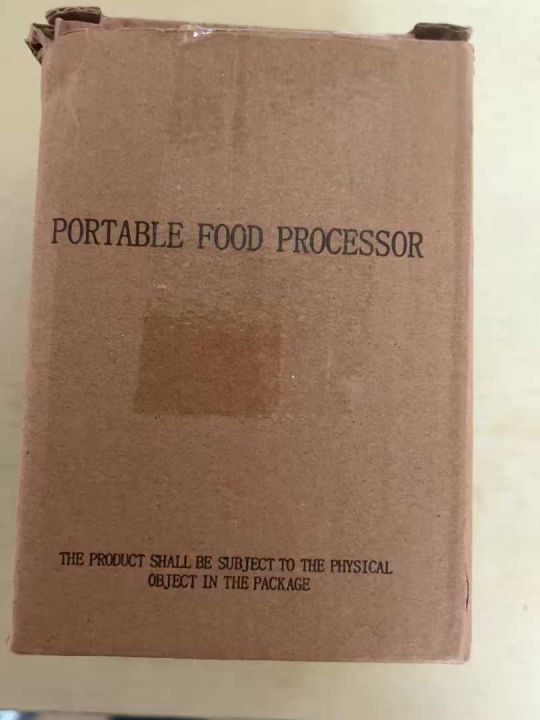 PORTABLE FOOD PROCESSOR
THE PRODUCT SHALL BE SUBJECT TO THE PHYSICAL
OBJECT IN THE PACKAGE